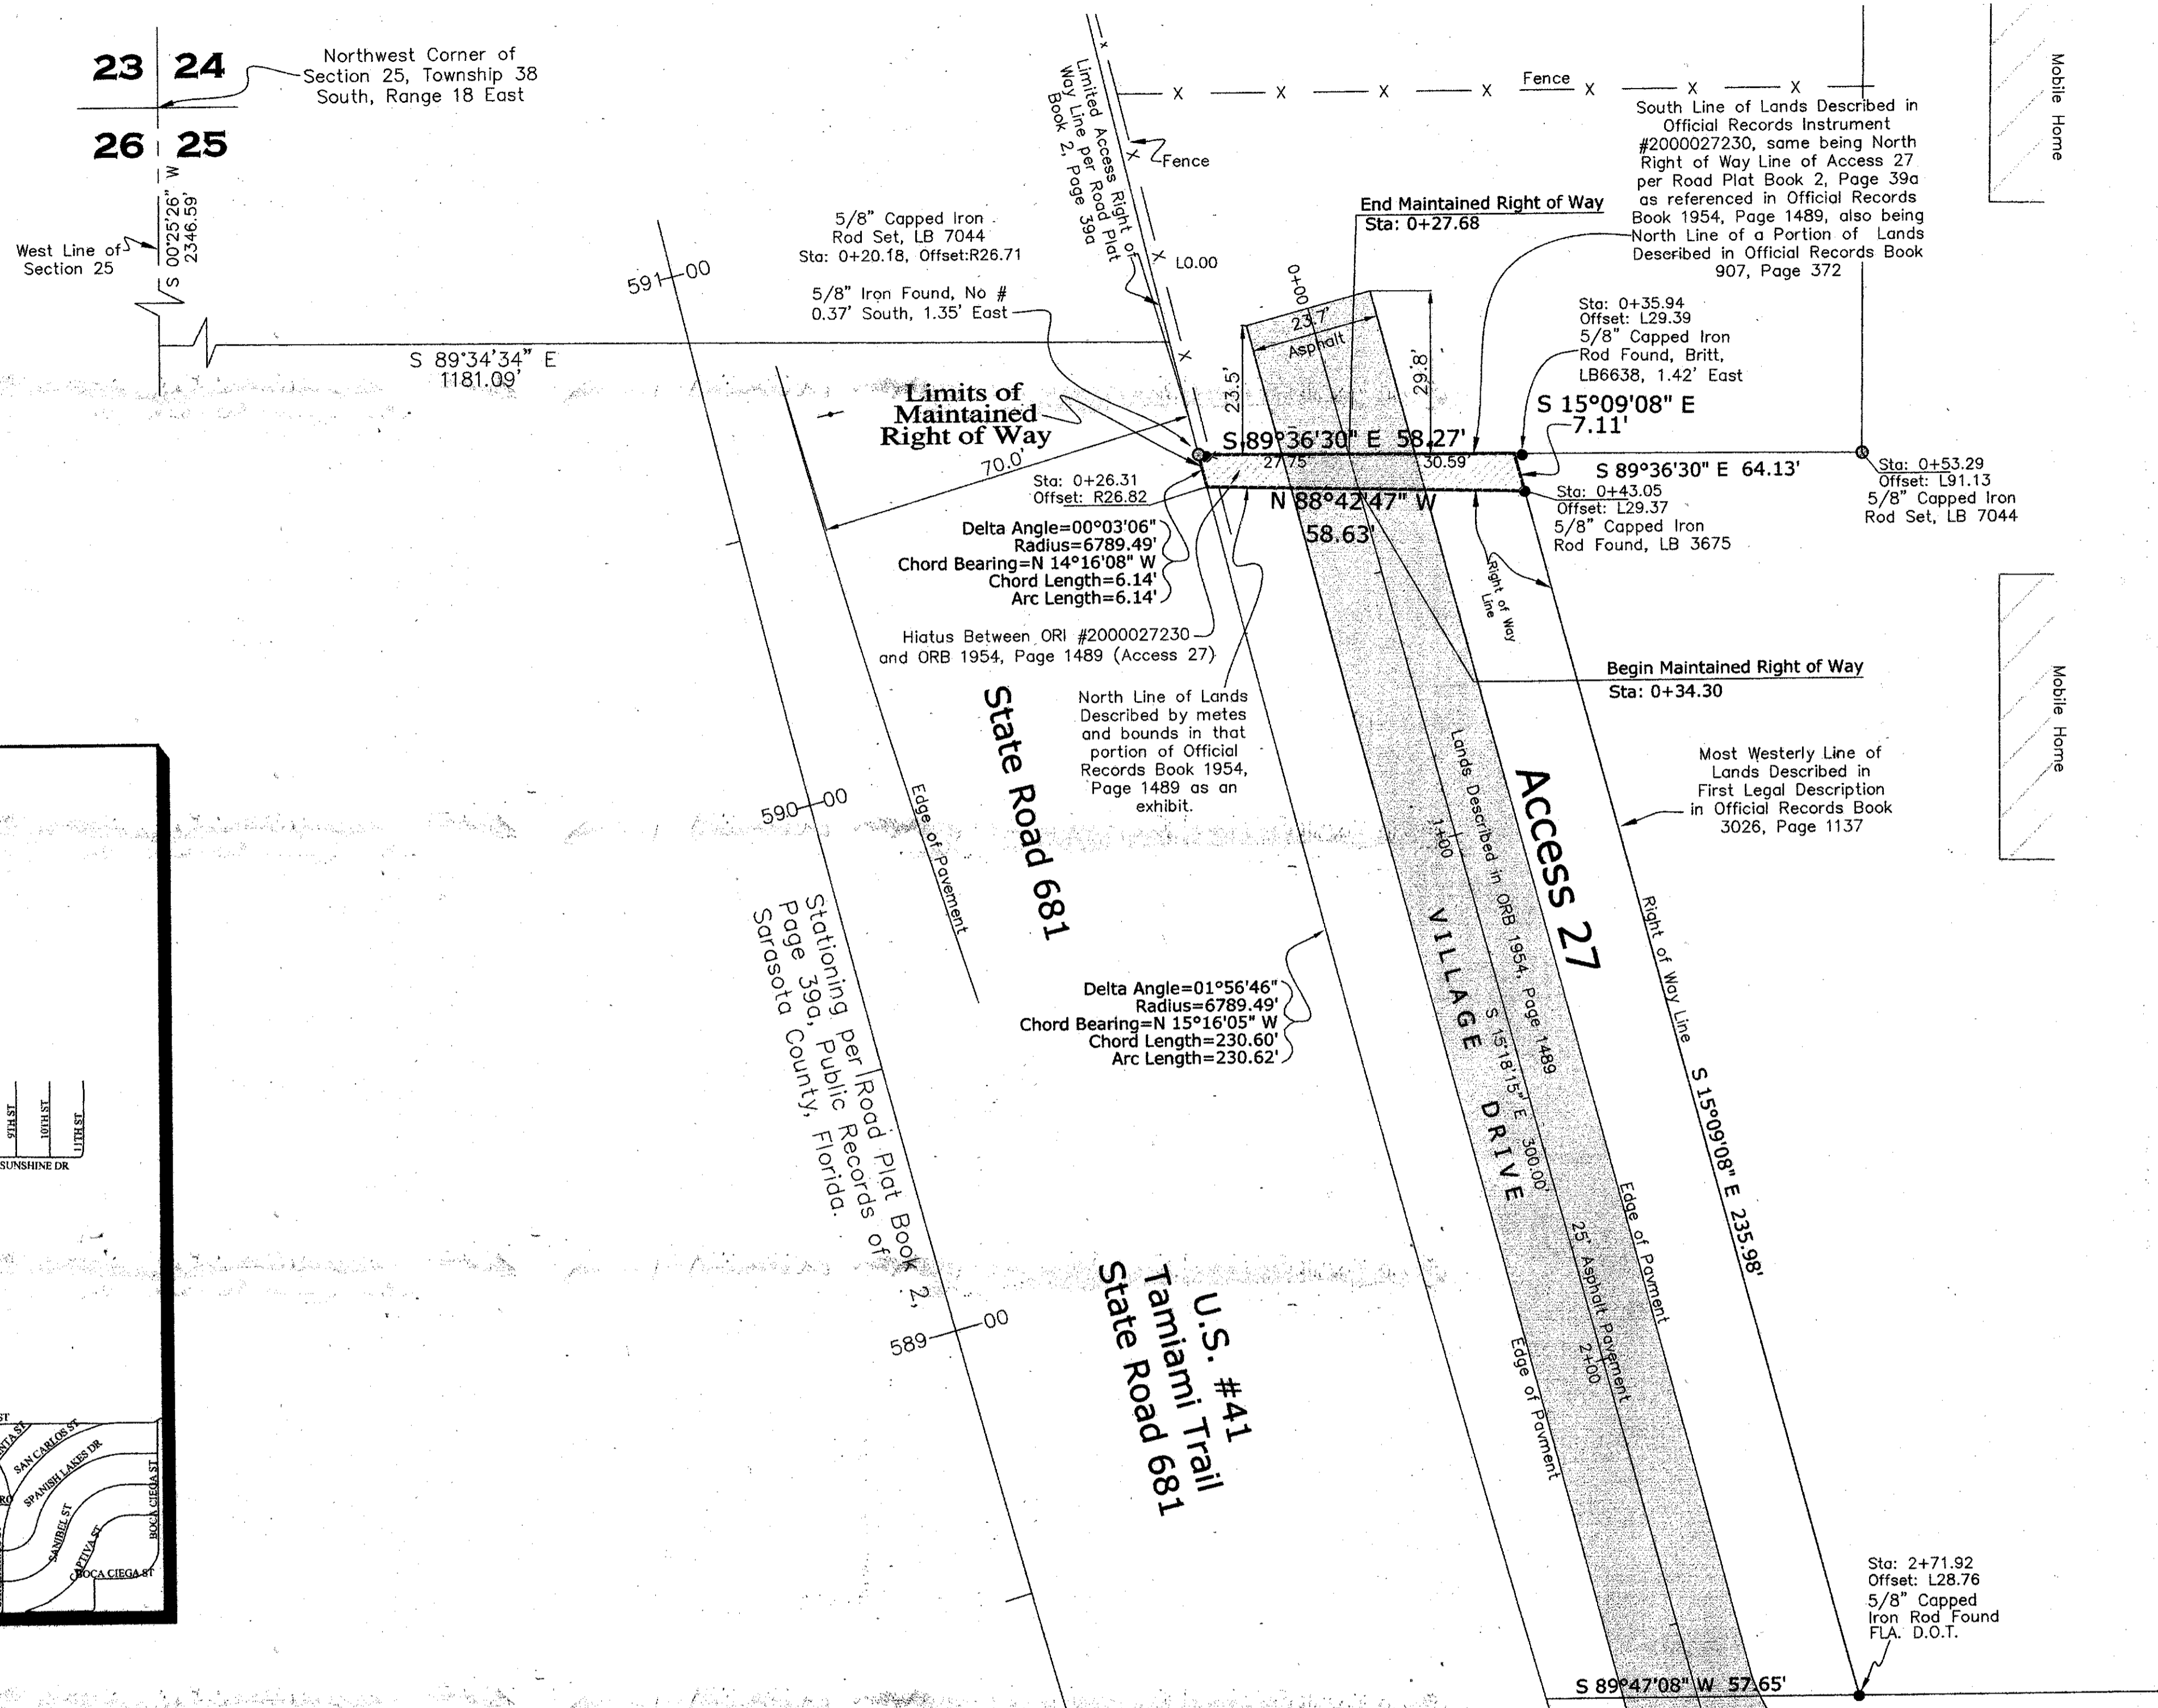 23 24
26 25
Northwest Corner of
Section 25, Township 38
South, Range 18 East
West Line of
Section 25
S 00°25'26" W
2346.59'
S 89°34'34" E
1181.09'
591+00
5/8" Capped Iron
Rod Set, LB 7044
Sta: 0+20.18, Offset:R26.71
5/8" Iron Found, No #
0.37' South, 1.35' East
Limits of
Maintained
Right of Way
70.0'
Limited Access Right of
Way Line per Road Plat
Book 2, Page 39a
Fence
L0.00
Fence
South Line of Lands Described in
Official Records Instrument
#2000027230, same being North
Right of Way Line of Access 27
per Road Plat Book 2, Page 39a
as referenced in Official Records
Book 1954, Page 1489, also being
North Line of a Portion of Lands
Described in Official Records Book
907, Page 372
Mobile Home
End Maintained Right of Way
Sta: 0+27.68
0+00
23.7'
Asphalt
23.5'
29.8'
Sta: 0+35.94
Offset: L29.39
5/8" Capped Iron
Rod Found, Britt,
LB6638, 1.42' East
S 15°09'08" E
7.11'
S 89°36'30" E 58.27'
27.75
30.59
N 88°42'47" W
58.63'
S 89°36'30" E 64.13'
Sta: 0+53.29
Offset: L91.13
5/8" Capped Iron
Rod Set, LB 7044
Sta: 0+43.05
Offset: L29.37
5/8" Capped Iron
Rod Found, LB 3675
Sta: 0+26.31
Offset: R26.82
Delta Angle=00°03'06"
Radius=6789.49'
Chord Bearing=N 14°16'08" W
Chord Length=6.14'
Arc Length=6.14'
Hiatus Between ORI #2000027230
and ORB 1954, Page 1489 (Access 27)
Right of Way
Line
Begin Maintained Right of Way
Sta: 0+34.30
Mobile Home
North Line of Lands
Described by metes
and bounds in that
portion of Official
Records Book 1954,
Page 1489 as an
exhibit.
State Road 681
Edge of Pavement
590+00
Most Westerly Line of
Lands Described in
First Legal Description
in Official Records Book
3026, Page 1137
Access 27
Lands Described in ORB 1954, Page 1489
1+00
VILLAGE DRIVE
S 15°18'15" E 300.00'
Right of Way Line
S 15°09'08" E 235.98'
Stationing per Road Plat Book 2,
Page 39a, Public Records of
Sarasota County, Florida.
Delta Angle=01°56'46"
Radius=6789.49'
Chord Bearing=N 15°16'05" W
Chord Length=230.60'
Arc Length=230.62'
589+00
U.S. #41
Tamiami Trail
State Road 681
Edge of Pavment
25' Asphalt Pavement
2+00
Edge of Pavment
Sta: 2+71.92
Offset: L28.76
5/8" Capped
Iron Rod Found
FLA. D.O.T.
S 89°47'08" W 57.65'
9TH ST
10TH ST
11TH ST
SUNSHINE DR
ST
NTA ST
SAN CARLOS ST
SPANISH LAKES DR
RO
SANIBEL ST
CAPTIVA ST
BOCA CIEGA ST
BOCA CIEGA ST